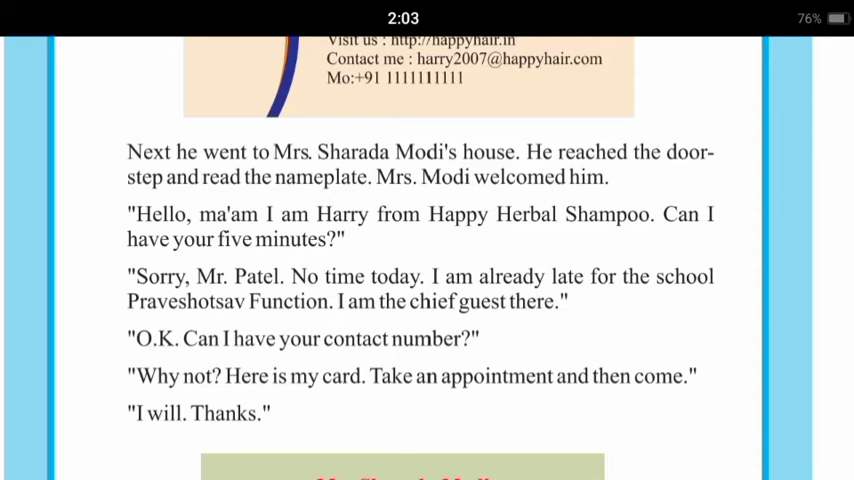 2:03
76%
Visit us : http://happyhair.in
Contact me : harry2007@happyhair.com
Mo:+91 1111111111
Next he went to Mrs. Sharada Modi's house. He reached the door-
step and read the nameplate. Mrs. Modi welcomed him.
"Hello, ma'am I am Harry from Happy Herbal Shampoo. Can I
have your five minutes?"
"Sorry, Mr. Patel. No time today. I am already late for the school
Praveshotsav Function. I am the chief guest there."
"O.K. Can I have your contact number?"
"Why not? Here is my card. Take an appointment and then come."
"I will. Thanks."